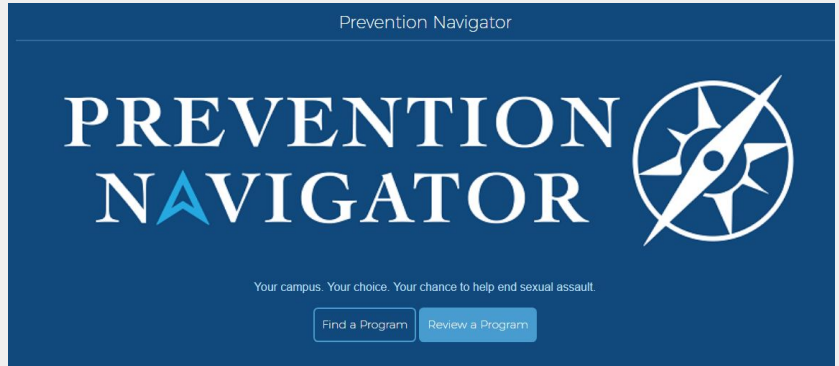 Prevention Navigator
PREVENTION
NAVIGATOR
Your campus. Your choice. Your chance to help end sexual assault.
Find a Program Review a Program